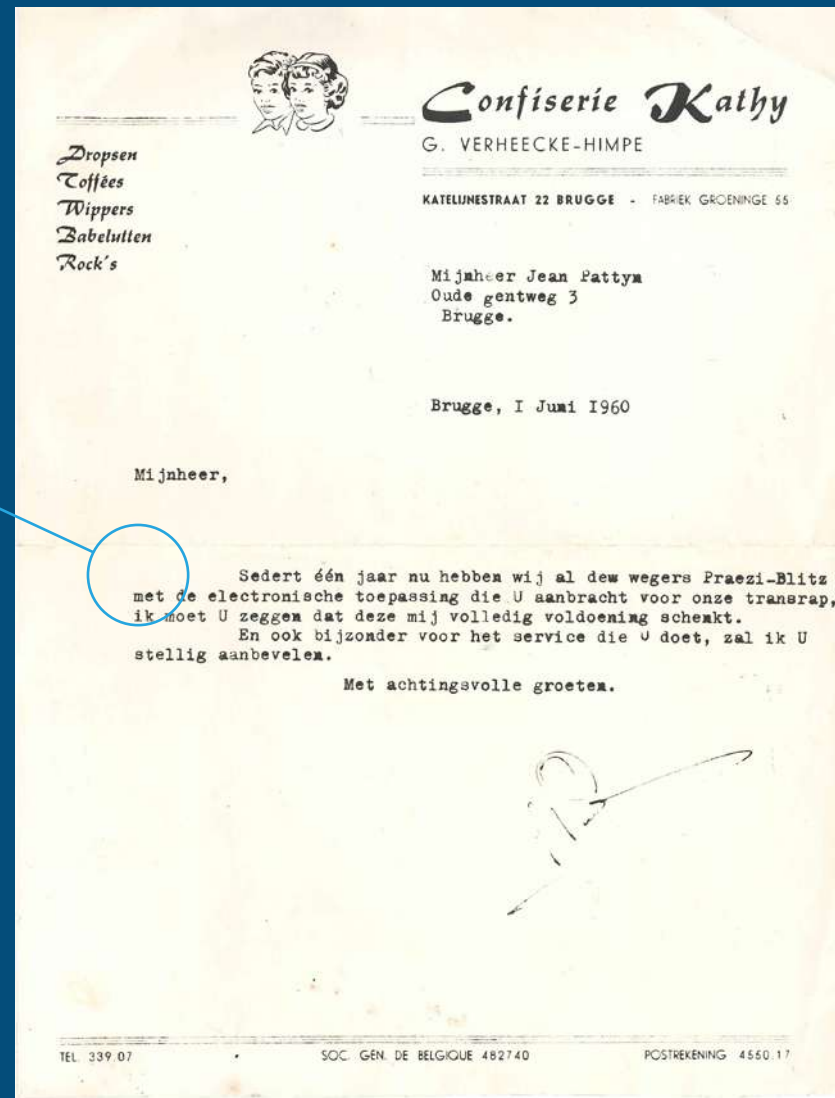 Confiserie Kathy
G. VERHEECKE-HIMPE
KATELIJNESTRAAT 22 BRUGGE - FABRIEK GROENINGE 55
Dropsen
Toffées
Wippers
Babelutten
Rock's
Mijnheer Jean Pattyn
Oude gentweg 3
Brugge.
Brugge, I Juni I960
Mijnheer,
Sedert één jaar nu hebben wij al den wegers Praezi-Blitz
met de electronische toepassing die U aanbracht voor onze transrap,
ik moet U zeggen dat deze mij volledig voldoening schenkt.
En ook bijzonder voor het service die U doet, zal ik U
stellig aanbevelen.
Met achtingsvolle groeten.
TEL. 339.07
SOC. GÉN. DE BELGIQUE 482740
POSTREKENING 4550.17